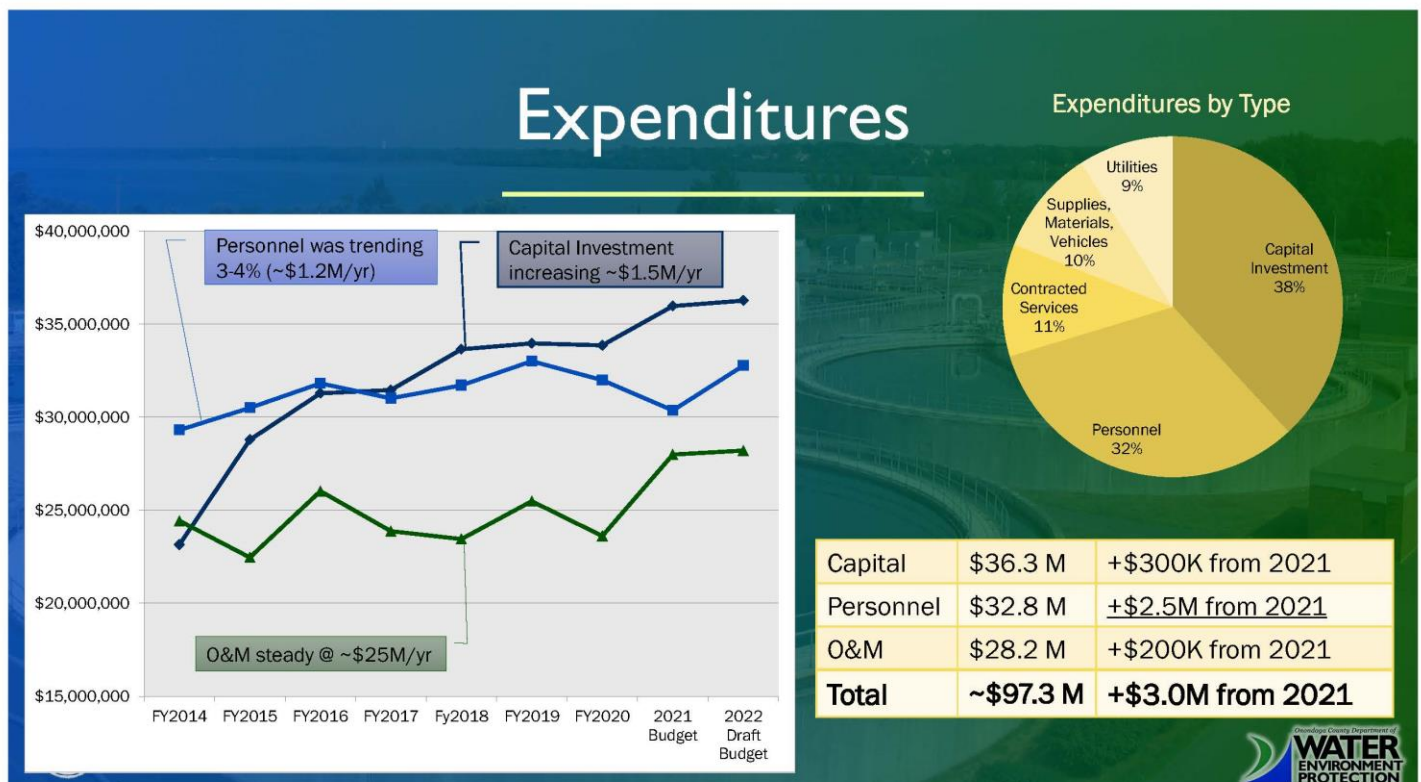 Expenditures
Expenditures by Type
Utilities
9%
Supplies,
Materials,
Vehicles
10%
Contracted
Services
11%
Capital
Investment
38%
Personnel
32%
$40,000,000
$35,000,000
$30,000,000
$25,000,000
$20,000,000
$15,000,000
Personnel was trending
3-4% (~$1.2M/yr)
Capital Investment
increasing ~$1.5M/yr
O&M steady @ ~$25M/yr
FY2014 FY2015 FY2016 FY2017 Fy2018 FY2019 FY2020 2021 2022
Budget Draft
Budget
Capital $36.3 M +$300K from 2021
Personnel $32.8 M +$2.5M from 2021
O&M $28.2 M +$200K from 2021
Total ~$97.3 M +$3.0M from 2021
Onondaga County Department of
WATER
ENVIRONMENT
PROTECTION